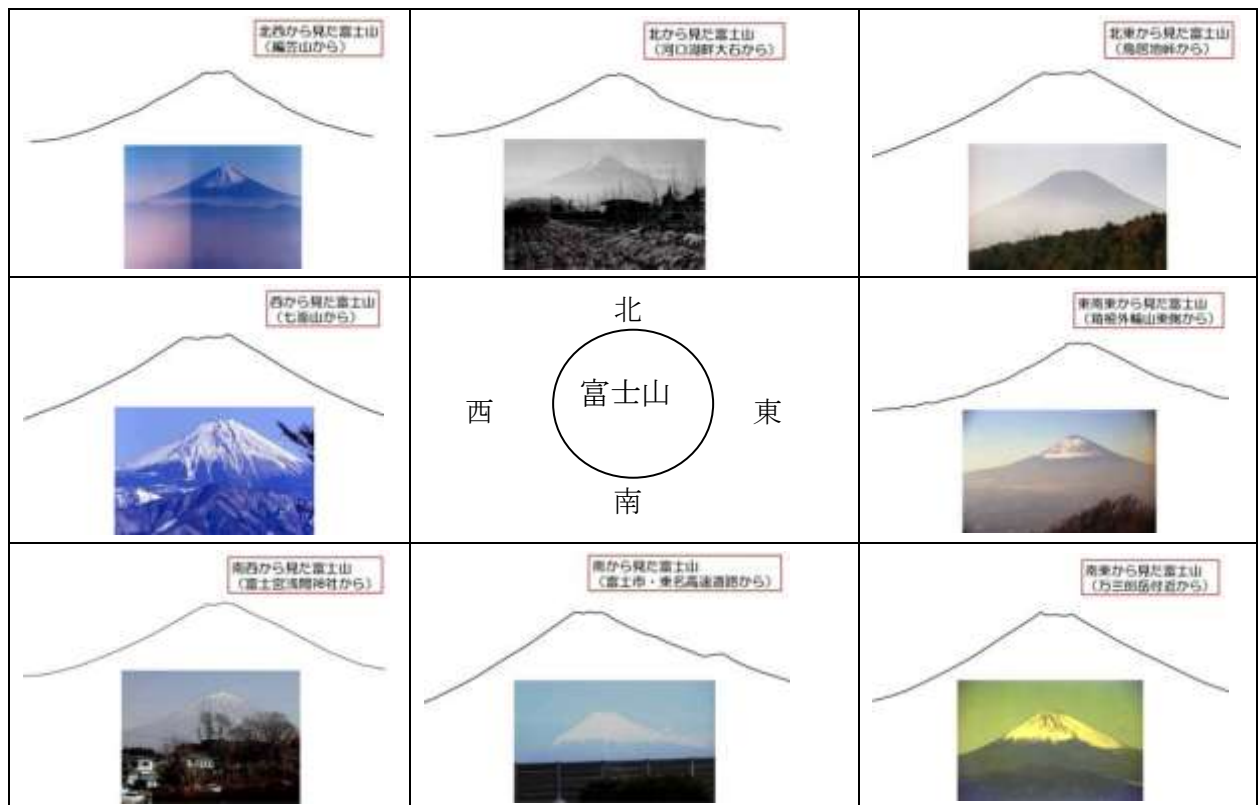 北西から見た富士山
(編笠山から)
北から見た富士山
(河口湖畔大石から)
北東から見た富士山
(鳥居地峠から)
西から見た富士山
(七面山から)
北
西
富士山
東
南
東南東から見た富士山
(箱根外輪山東側から)
南西から見た富士山
(富士宮浅間神社から)
南から見た富士山
(富士市・東名高速道路から)
南東から見た富士山
(万三郎岳付近から)